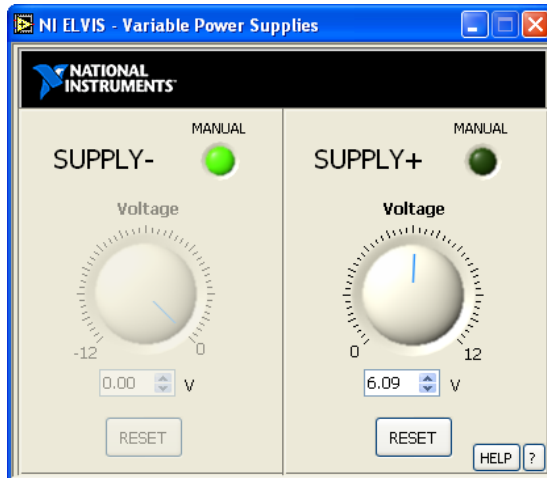 NI ELVIS - Variable Power Supplies
NATIONAL
INSTRUMENTS™
MANUAL
SUPPLY-
Voltage
-12
0
0.00
V
RESET
MANUAL
SUPPLY+
Voltage
0
12
6.09
V
RESET
HELP
?